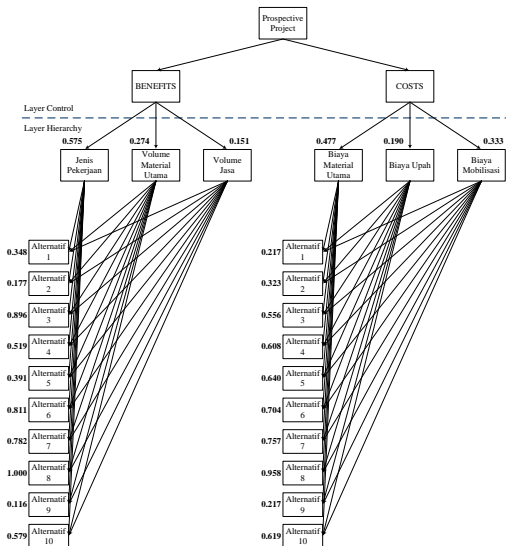 Prospective
Project
BENEFITS
COSTS
Layer Control
Layer Hierarchy
0.575
0.274
0.151
0.477
0.190
0.333
Jenis
Pekerjaan
Volume Material
Utama
Volume
Jasa
Biaya
Material
Utama
Biaya Upah
Biaya
Mobilisasi
0.348
Alternatif
1
0.217
Alternatif
1
0.177
Alternatif
2
0.323
Alternatif
2
0.896
Alternatif
3
0.556
Alternatif
3
0.519
Alternatif
4
0.608
Alternatif
4
0.391
Alternatif
5
0.640
Alternatif
5
0.811
Alternatif
6
0.704
Alternatif
6
0.782
Alternatif
7
0.757
Alternatif
7
1.000
Alternatif
8
0.958
Alternatif
8
0.116
Alternatif
9
0.217
Alternatif
9
0.579
Alternatif
10
0.619
Alternatif
10